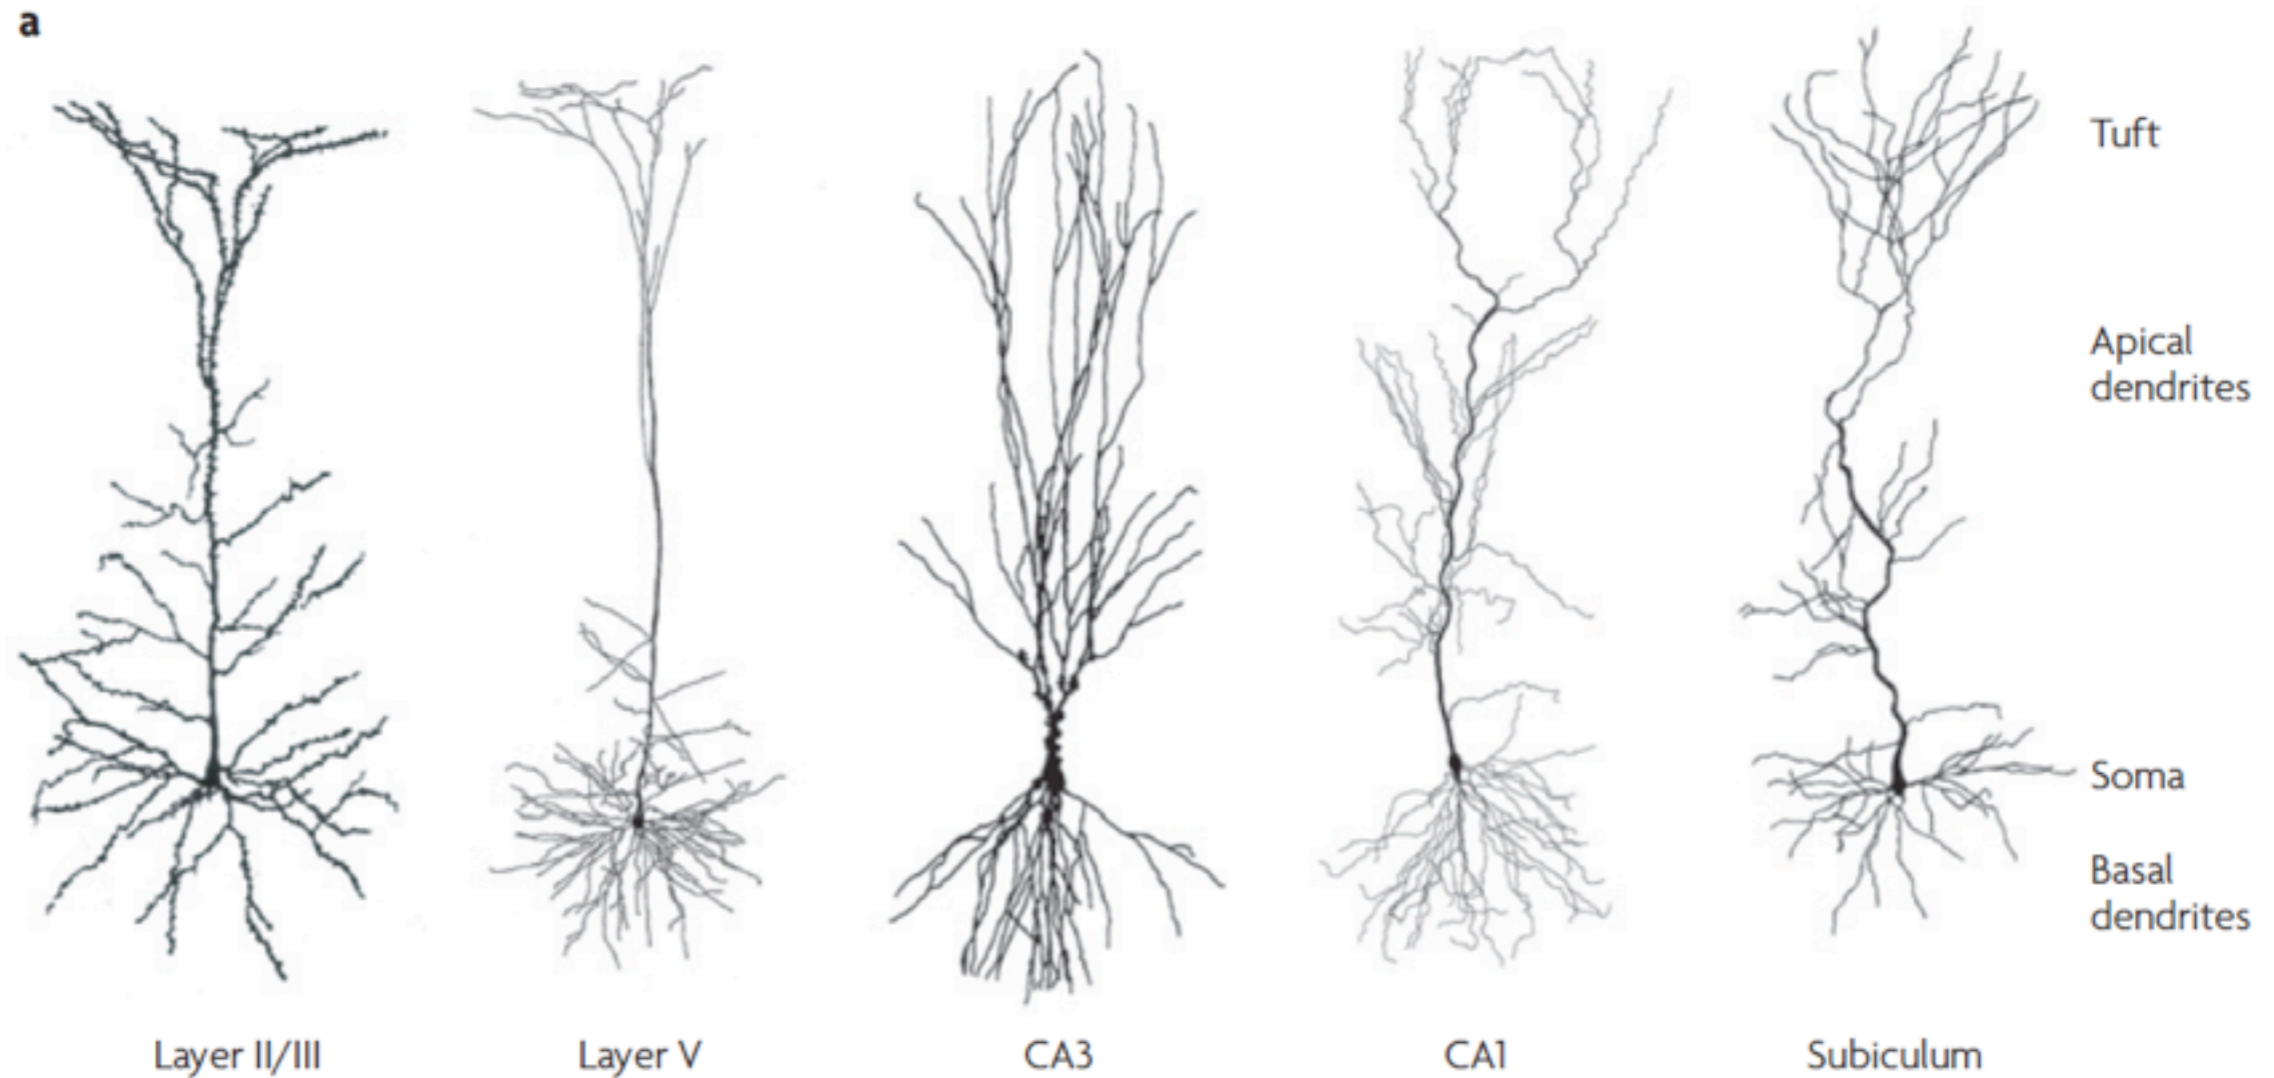 a
Tuft
Apical
dendrites
Soma
Basal
dendrites
Layer II/III
Layer V
CA3
CA1
Subiculum